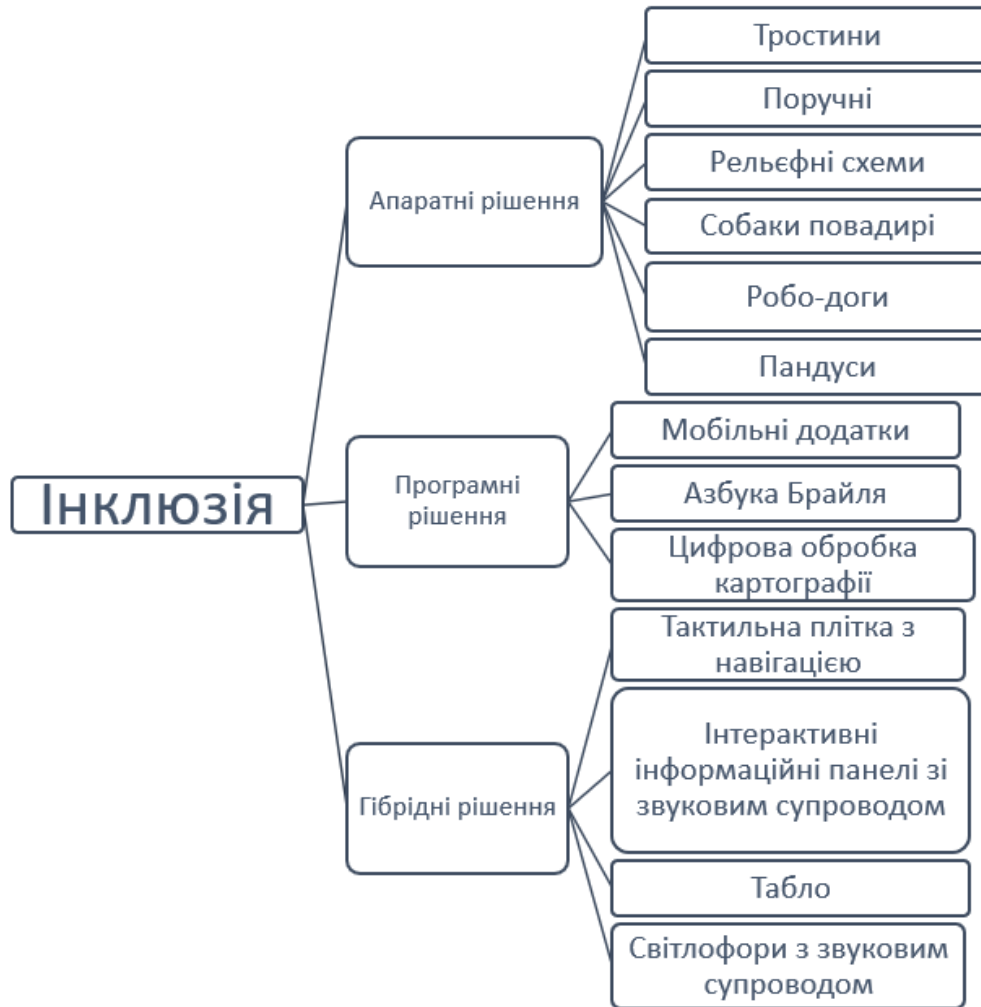 Інклюзія
Апаратні рішення
Тростини
Поручні
Рельєфні схеми
Собаки повадирі
Робо-доги
Пандуси
Програмні
рішення
Мобільні додатки
Азбука Брайля
Цифрова обробка
картографії
Гібрідні рішення
Тактильна плітка з
навігацією
Інтерактивні
інформаційні панелі зі
звуковим супроводом
Табло
Світлофори з звуковим
супроводом